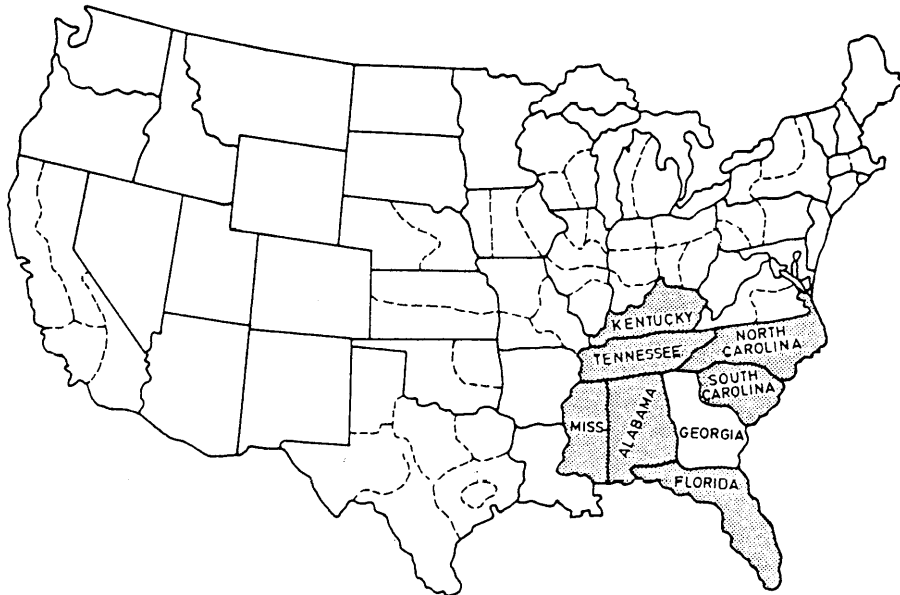 KENTUCKY
TENNESSEE
NORTH
CAROLINA
SOUTH
CAROLINA
MISS
ALABAMA
GEORGIA
FLORIDA